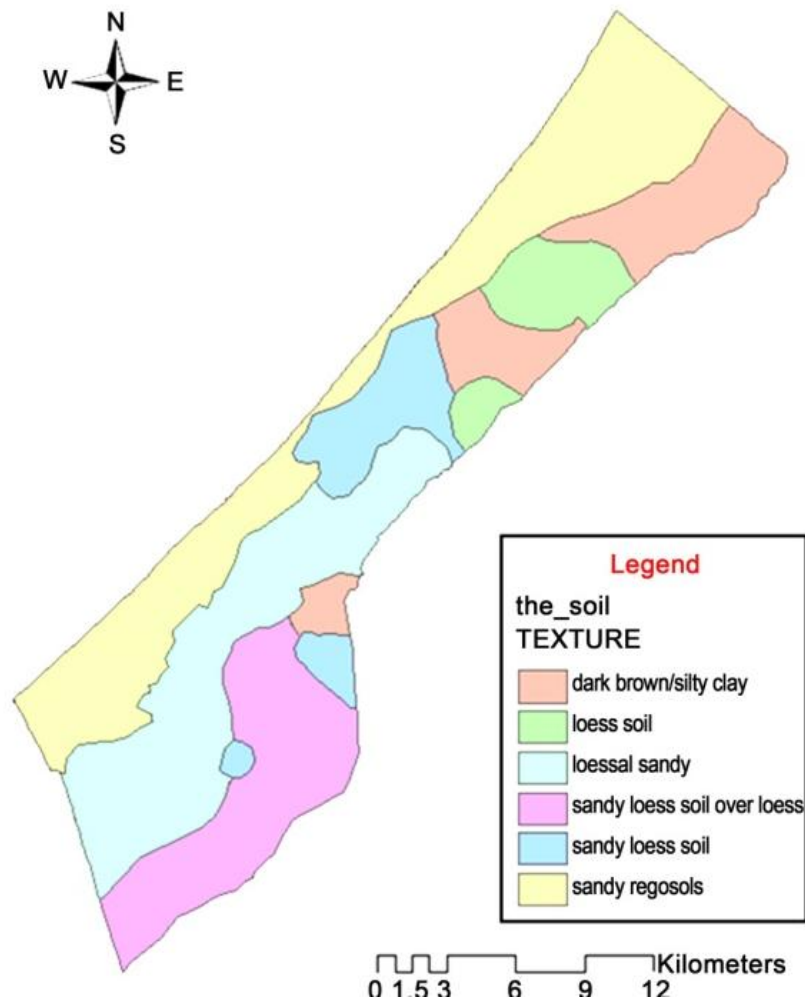 N
W E
S
Legend
the_soil
TEXTURE
dark brown/silty clay
loess soil
loessal sandy
sandy loess soil over loess
sandy loess soil
sandy regosols
Kilometers
0 1.5 3 6 9 12